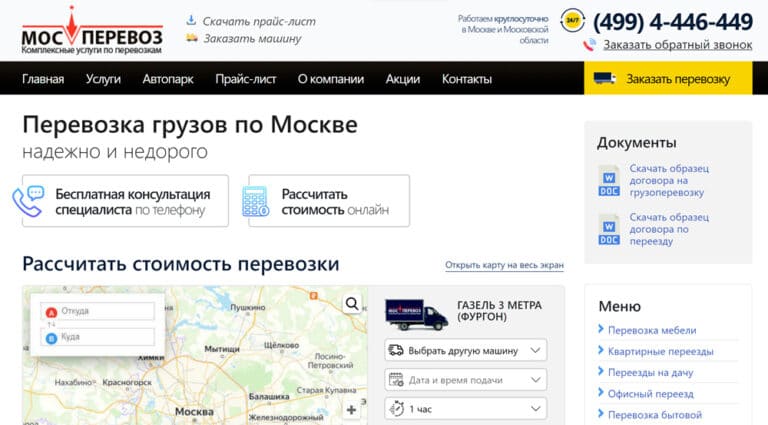 МОС ПЕРЕВОЗ
Комплексные услуги по перевозкам
Скачать прайс-лист
Заказать машину
Работаем круглосуточно
в Москве и Московской
области
24/7
(499) 4-446-449
Заказать обратный звонок
Главная Услуги Автопарк Прайс-лист О компании Акции Контакты
Заказать перевозку
Перевозка грузов по Москве
надежно и недорого
Бесплатная консультация
специалиста по телефону
Рассчитать
стоимость онлайн
Рассчитать стоимость перевозки
Открыть карту на весь экран
A Откуда
B Куда
Пушкино
Химки
Мытищи
Щёлково
Лосино-
Петровский
Нахабино
Красногорск
Балашиха
Старая Купавна
Москва
Железнодорожный
ГАЗЕЛЬ 3 МЕТРА
(ФУРГОН)
МОС ПЕРЕВОЗ
Выбрать другую машину
Дата и время подачи
1 час
Документы
W
DOC
Скачать образец
договора на
грузоперевозку
W
DOC
Скачать образец
договора по
переезду
Меню
Перевозка мебели
Квартирные переезды
Переезды на дачу
Офисный переезд
Перевозка бытовой